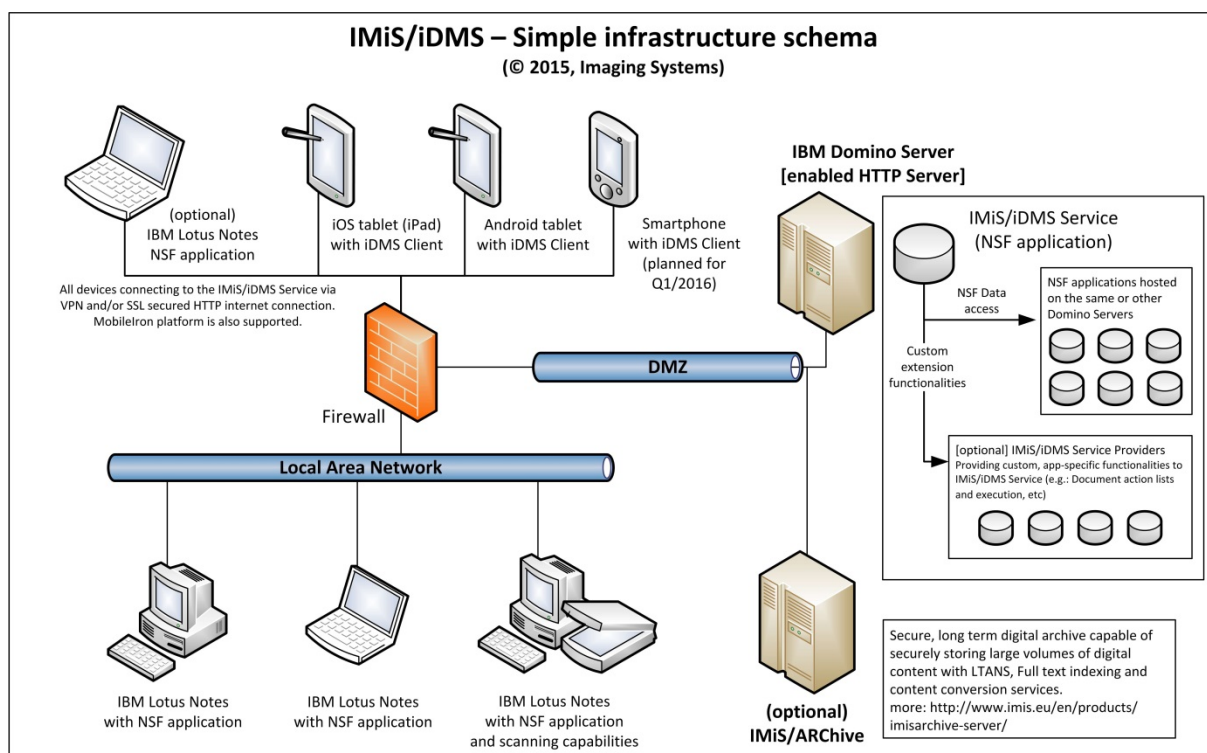 IMiS/iDMS – Simple infrastructure schema
(© 2015, Imaging Systems)
(optional)
IBM Lotus Notes
NSF application
iOS tablet (iPad)
with iDMS Client
Android tablet
with iDMS Client
Smartphone
with iDMS Client
(planned for
Q1/2016)
All devices connecting to the IMiS/iDMS Service via
VPN and/or SSL secured HTTP internet connection.
MobileIron platform is also supported.
IBM Domino Server
[enabled HTTP Server]
IMiS/iDMS Service
(NSF application)
NSF Data
access
NSF applications hosted
on the same or other
Domino Servers
Custom
extension
functionalities
[optional] IMiS/iDMS Service Providers
Providing custom, app-specific functionalities to
IMiS/iDMS Service (e.g.: Document action lists
and execution, etc)
DMZ
Firewall
Local Area Network
IBM Lotus Notes
with NSF application
IBM Lotus Notes
with NSF application
IBM Lotus Notes
with NSF application
and scanning capabilities
(optional)
IMiS/ARChive
Secure, long term digital archive capable of
securely storing large volumes of digital
content with LTANS, Full text indexing and
content conversion services.
more: http://www.imis.eu/en/products/
imisarchive-server/